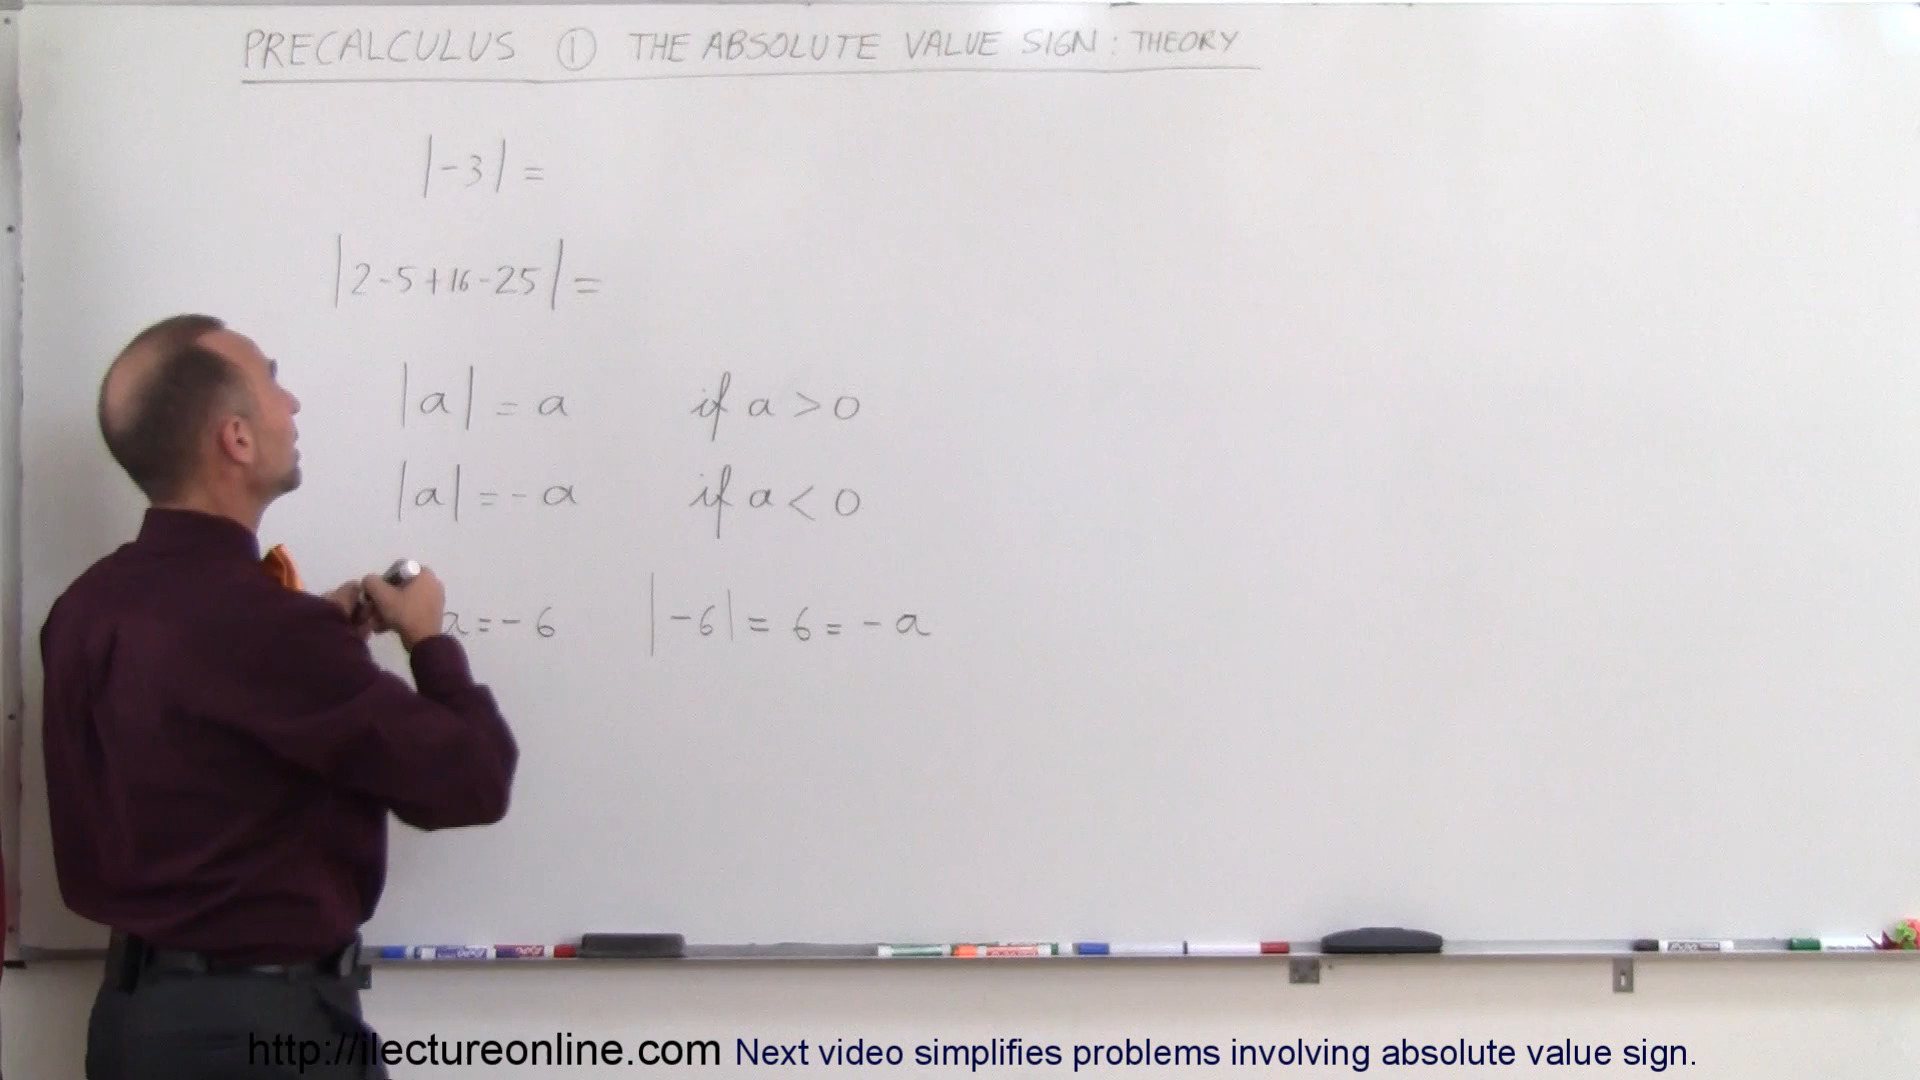 PRECALCULUS ① THE ABSOLUTE VALUE SIGN: THEORY
|-3| =
|2-5+16-25| =
|a| = a if a > 0
|a| = -a if a < 0
a = -6 |-6| = 6 = -a
http://ilectureonline.com Next video simplifies problems involving absolute value sign.